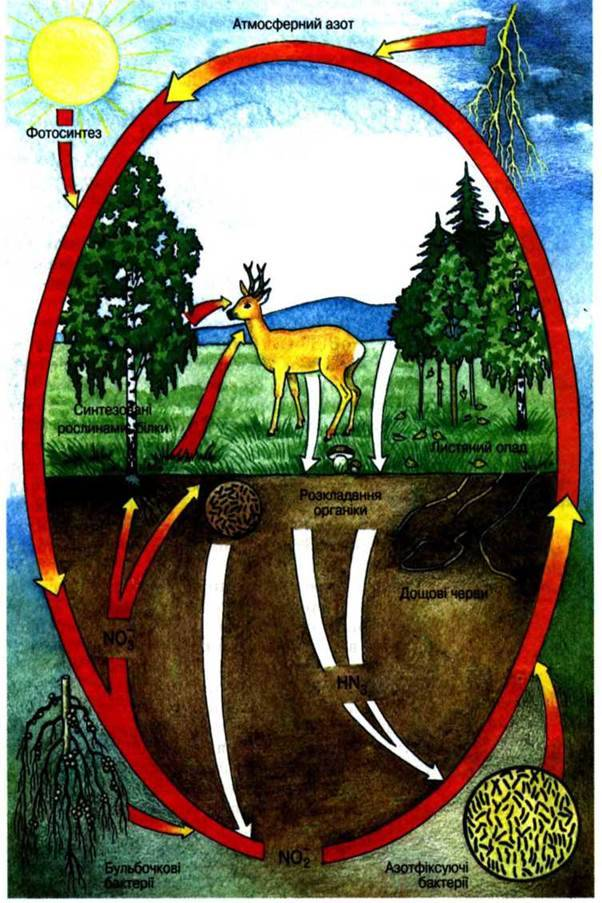 Атмосферний азот
Фотосинтез
Синтезовані
рослинами білки
Листяний опад
Розкладання
органіки
Дощові черви
NO₃⁻
HN₃
Бульбочкові
бактерії
NO₂⁻
Азотфіксуючі
бактерії